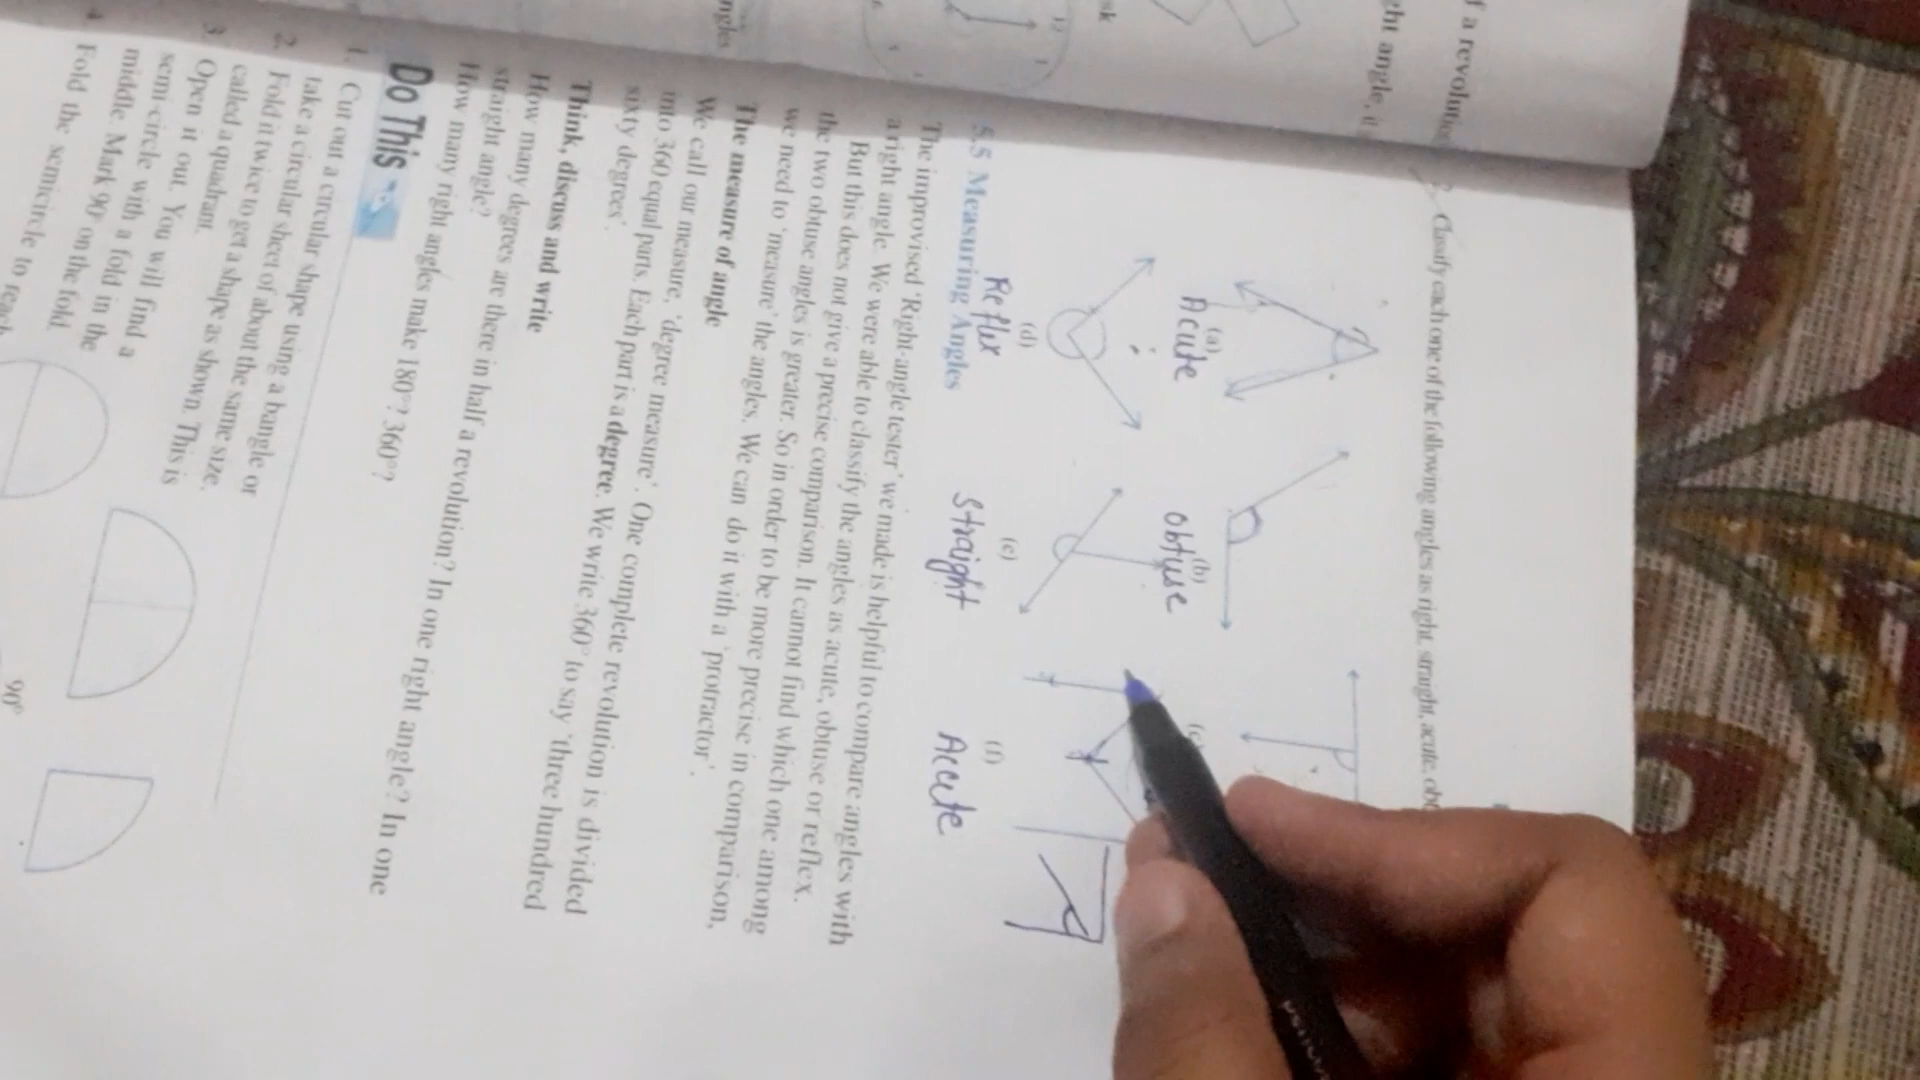 f a revolution
ght angle, it
sk
ngles
2. Classify each one of the following angles as right, straight, acute, ob
(a)
(b)
(c)
Acute
obtuse
(d)
(e)
(f)
Reflix
straight
Acute
5.5 Measuring Angles
The improvised 'Right-angle tester' we made is helpful to compare angles with
a right angle. We were able to classify the angles as acute, obtuse or reflex.
But this does not give a precise comparison. It cannot find which one among
the two obtuse angles is greater. So in order to be more precise in comparison,
we need to 'measure' the angles. We can do it with a 'protractor'.
The measure of angle
We call our measure, 'degree measure'. One complete revolution is divided
into 360 equal parts. Each part is a degree. We write 360° to say 'three hundred
sixty degrees'.
Think, discuss and write
How many degrees are there in half a revolution? In one right angle? In one
straight angle?
How many right angles make 180°? 360°?
Do This
1. Cut out a circular shape using a bangle or
take a circular sheet of about the same size.
2. Fold it twice to get a shape as shown. This is
called a quadrant.
3. Open it out. You will find a
semi-circle with a fold in the
middle. Mark 90° on the fold.
4. Fold the semicircle to reach
90°